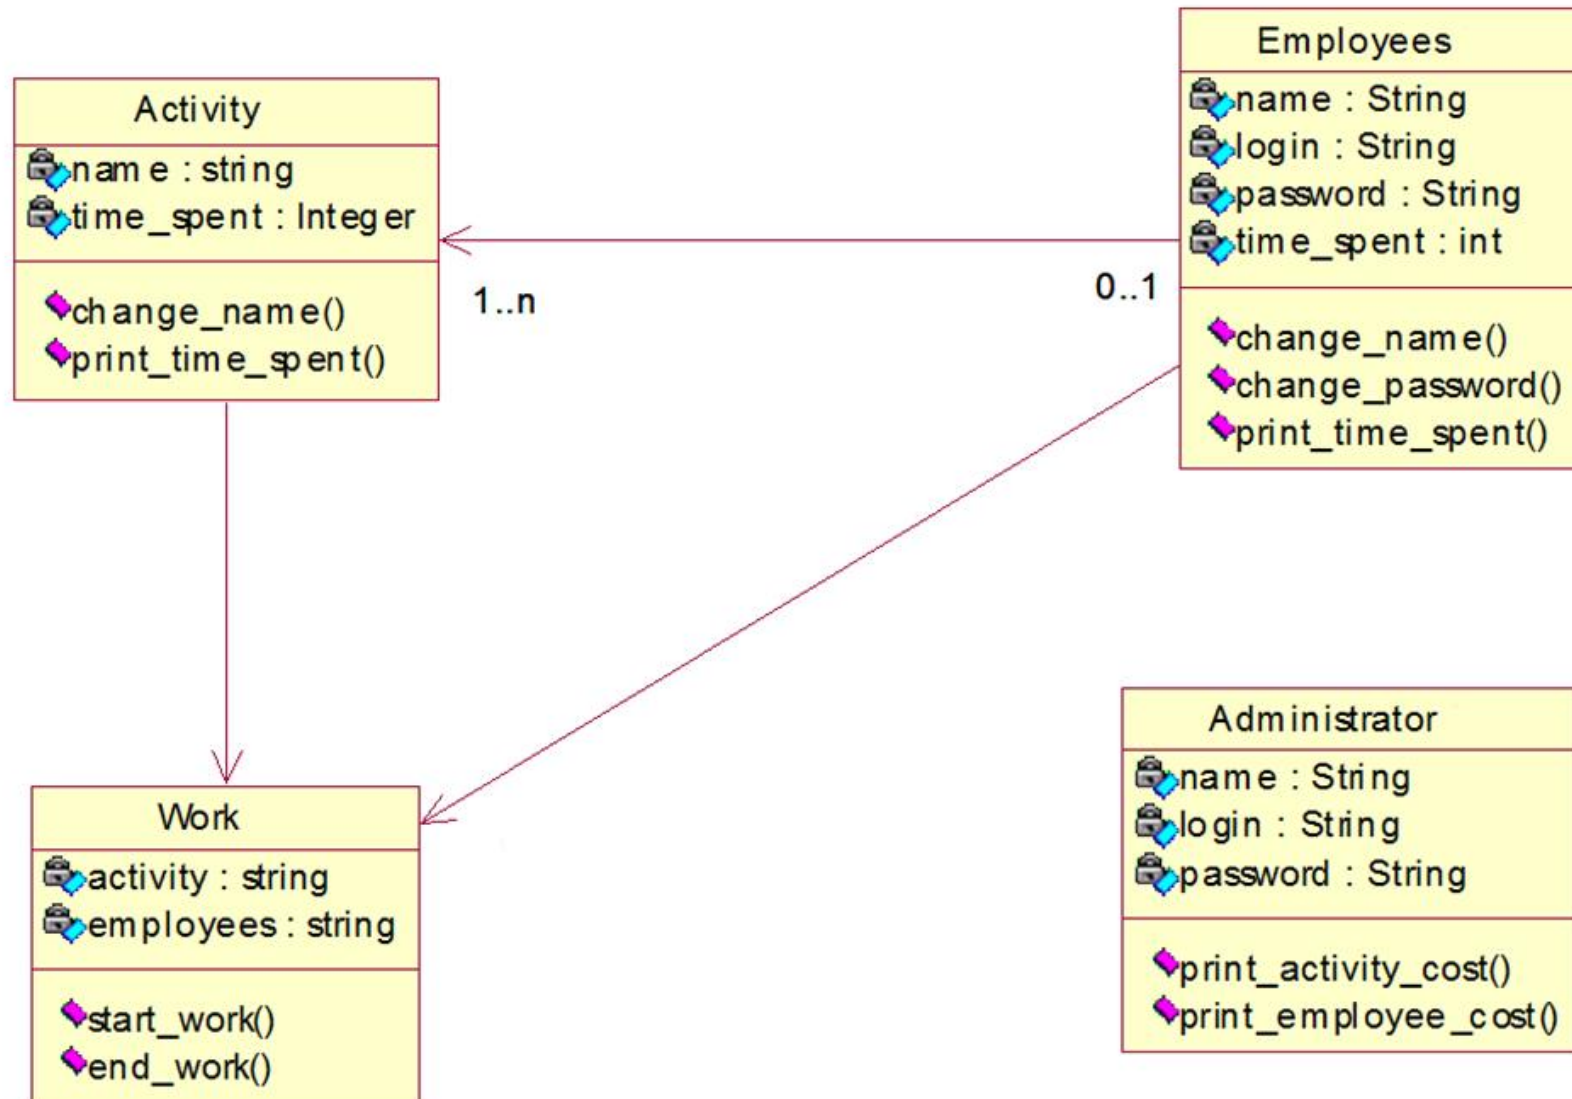 Activity
name : string
time_spent : Integer
change_name()
print_time_spent()
1..n
0..1
Employees
name : String
login : String
password : String
time_spent : int
change_name()
change_password()
print_time_spent()
Work
activity : string
employees : string
start_work()
end_work()
Administrator
name : String
login : String
password : String
print_activity_cost()
print_employee_cost()